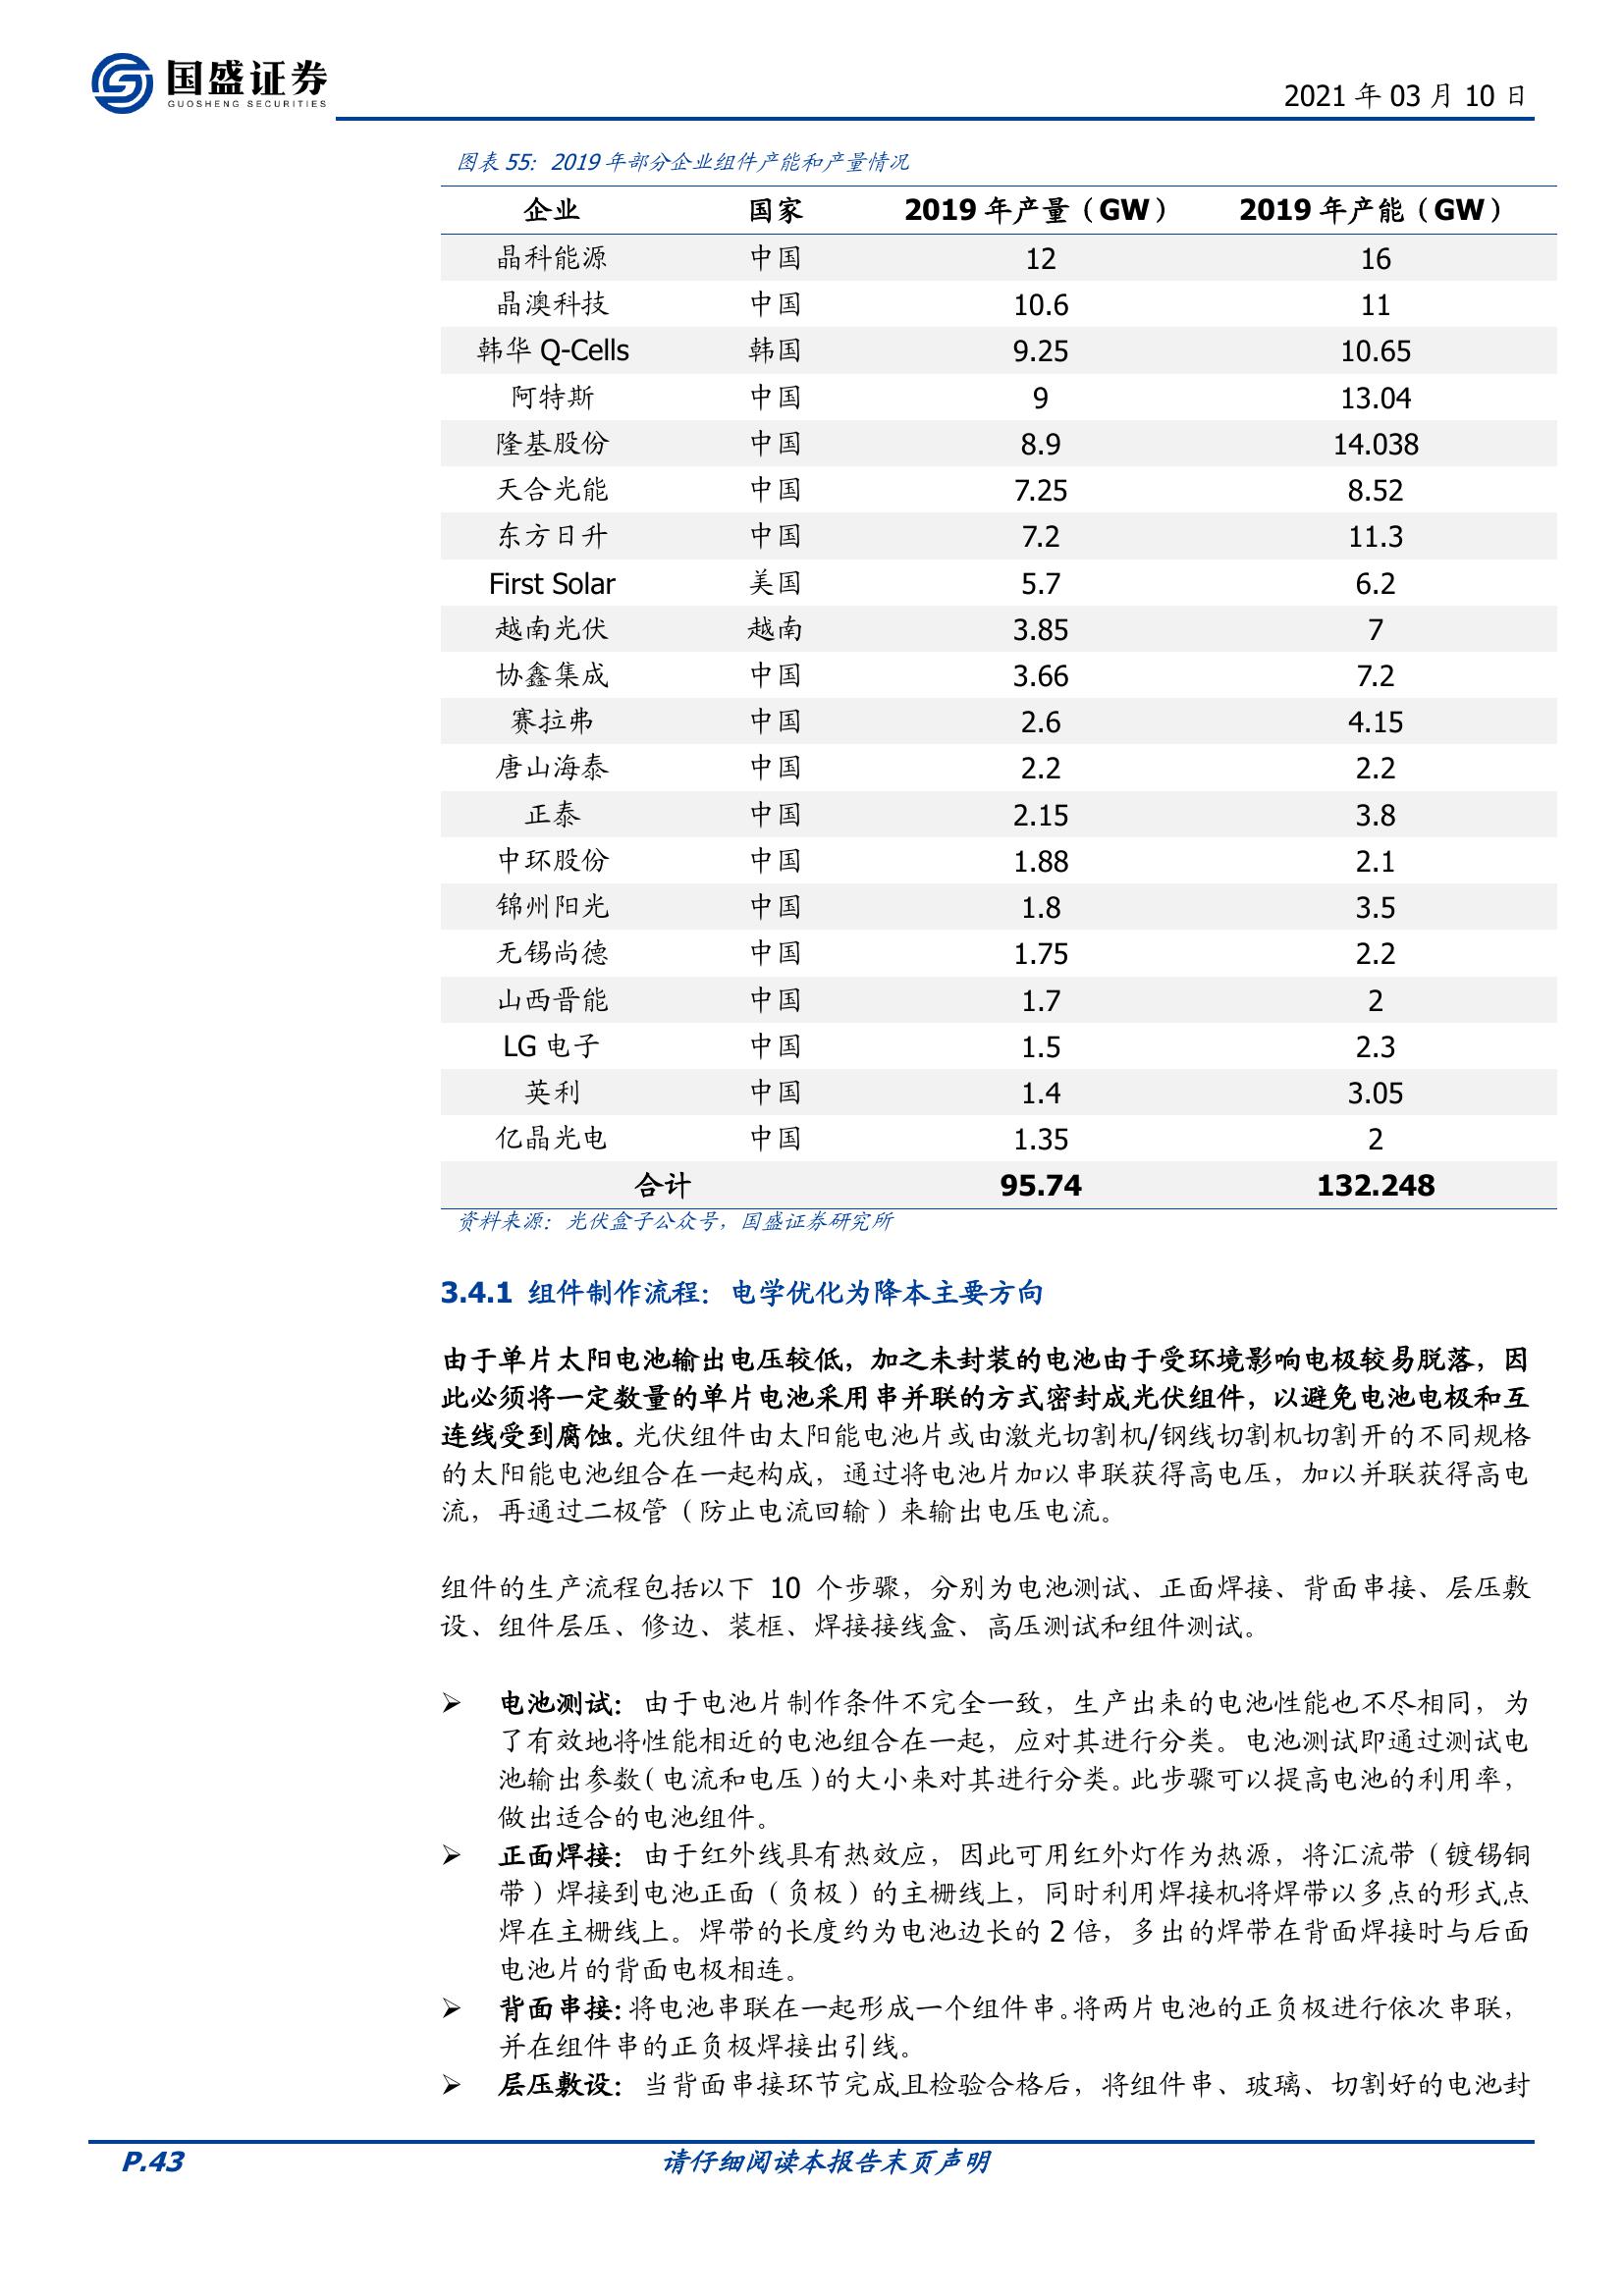 国盛证券
GUOSHENG SECURITIES
2021 年 03 月 10 日
图表 55：2019 年部分企业组件产能和产量情况
企业 国家 2019 年产量（GW） 2019 年产能（GW）
晶科能源 中国 12 16
晶澳科技 中国 10.6 11
韩华 Q-Cells 韩国 9.25 10.65
阿特斯 中国 9 13.04
隆基股份 中国 8.9 14.038
天合光能 中国 7.25 8.52
东方日升 中国 7.2 11.3
First Solar 美国 5.7 6.2
越南光伏 越南 3.85 7
协鑫集成 中国 3.66 7.2
赛拉弗 中国 2.6 4.15
唐山海泰 中国 2.2 2.2
正泰 中国 2.15 3.8
中环股份 中国 1.88 2.1
锦州阳光 中国 1.8 3.5
无锡尚德 中国 1.75 2.2
山西晋能 中国 1.7 2
LG 电子 中国 1.5 2.3
英利 中国 1.4 3.05
亿晶光电 中国 1.35 2
合计 95.74 132.248
资料来源：光伏盒子公众号，国盛证券研究所
3.4.1 组件制作流程：电学优化为降本主要方向
由于单片太阳电池输出电压较低，加之未封装的电池由于受环境影响电极较易脱落，因
此必须将一定数量的单片电池采用串并联的方式密封成光伏组件，以避免电池电极和互
连线受到腐蚀。光伏组件由太阳能电池片或由激光切割机/钢线切割机切割开的不同规格
的太阳能电池组合在一起构成，通过将电池片加以串联获得高电压，加以并联获得高电
流，再通过二极管（防止电流回输）来输出电压电流。
组件的生产流程包括以下 10 个步骤，分别为电池测试、正面焊接、背面串接、层压敷
设、组件层压、修边、装框、焊接接线盒、高压测试和组件测试。
➢ 电池测试：由于电池片制作条件不完全一致，生产出来的电池性能也不尽相同，为
了有效地将性能相近的电池组合在一起，应对其进行分类。电池测试即通过测试电
池输出参数（电流和电压）的大小来对其进行分类。此步骤可以提高电池的利用率，
做出适合的电池组件。
➢ 正面焊接：由于红外线具有热效应，因此可用红外灯作为热源，将汇流带（镀锡铜
带）焊接到电池正面（负极）的主栅线上，同时利用焊接机将焊带以多点的形式点
焊在主栅线上。焊带的长度约为电池边长的 2 倍，多出的焊带在背面焊接时与后面
电池片的背面电极相连。
➢ 背面串接：将电池串联在一起形成一个组件串。将两片电池的正负极进行依次串联，
并在组件串的正负极焊接出引线。
➢ 层压敷设：当背面串接环节完成且检验合格后，将组件串、玻璃、切割好的电池封
P.43 请仔细阅读本报告末页声明